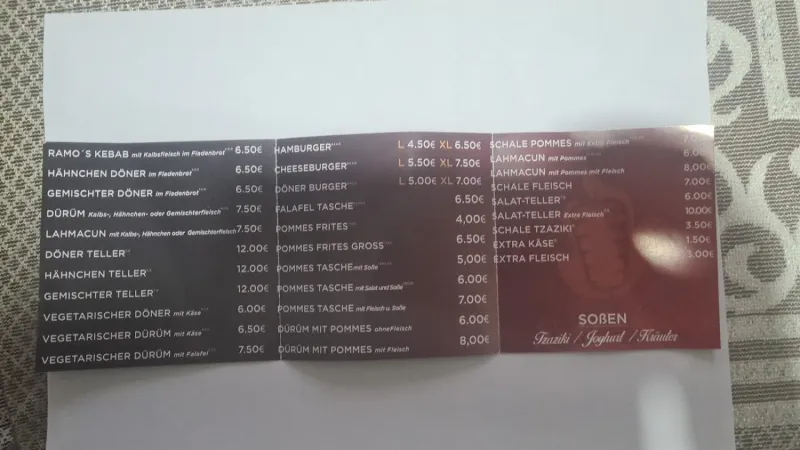 RAMO´S KEBAB mit Kalbsfleisch im Fladenbrot 6.50€
HÄHNCHEN DÖNER im Fladenbrot 6.50€
GEMISCHTER DÖNER im Fladenbrot 6.50€
DÜRÜM Kalbs-, Hähnchen- oder Gemischterfleisch 7.50€
LAHMACUN mit Kalbs-, Hähnchen oder Gemischterfleisch 7.50€
DÖNER TELLER 12.00€
HÄHNCHEN TELLER 12.00€
GEMISCHTER TELLER 12.00€
VEGETARISCHER DÖNER mit Käse 6.00€
VEGETARISCHER DÜRÜM mit Käse 6.50€
VEGETARISCHER DÜRÜM mit Falafel 7.50€
HAMBURGER L 4.50€ XL 6.50€
CHEESEBURGER L 5.50€ XL 7.50€
DÖNER BURGER L 5.00€ XL 7.00€
FALAFEL TASCHE 6.50€
POMMES FRITES 4,00€
POMMES FRITES GROSS 6.50€
POMMES TASCHE mit Soße 5,00€
POMMES TASCHE mit Salat und Soße 6.00€
POMMES TASCHE mit Fleisch u. Soße 7.00€
DÜRÜM MIT POMMES ohneFleisch 6.00€
DÜRÜM MIT POMMES mit Fleisch 8,00€
SCHALE POMMES mit Extra Fleisch
LAHMACUN mit Pommes 6.00€
LAHMACUN mit Pommes mit Fleisch 8,00€
SCHALE FLEISCH 7.00€
SALAT-TELLER 6.00€
SALAT-TELLER Extra Fleisch 10.00€
SCHALE TZAZIKI 3.50€
EXTRA KÄSE 1.50€
EXTRA FLEISCH 3.00€
SOßEN
Tzaziki / Joghurt / Kräuter